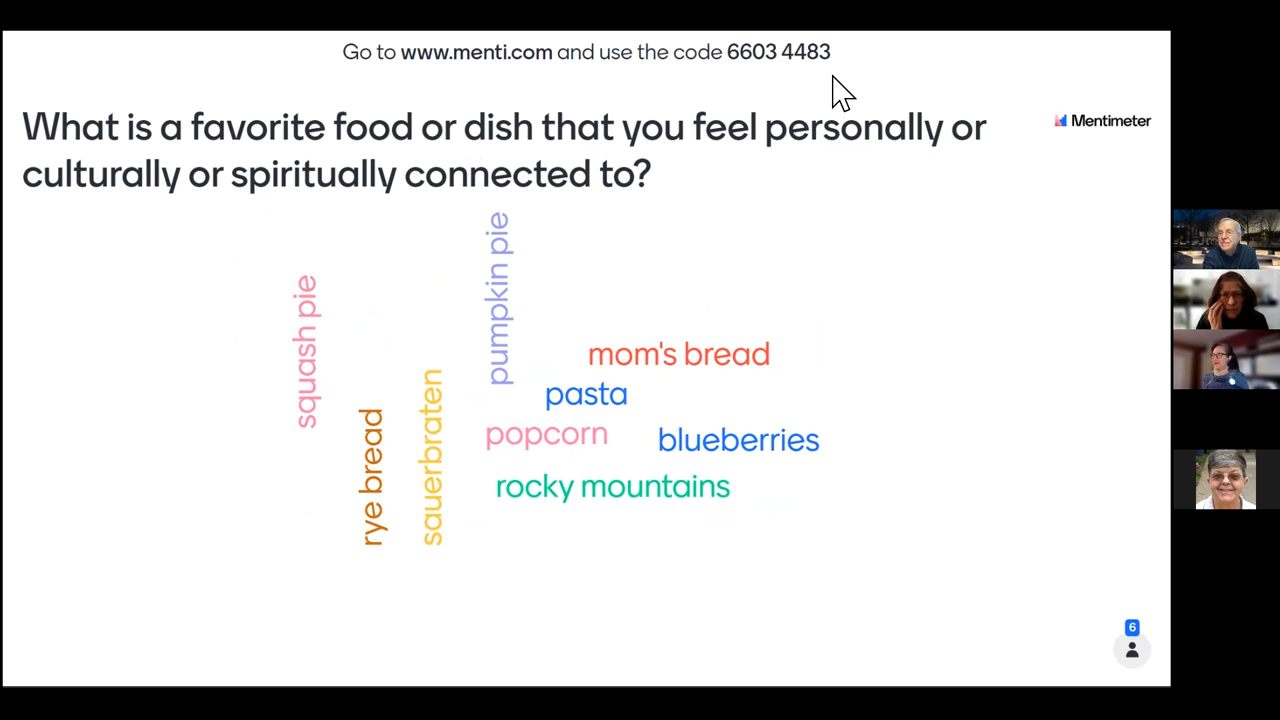 Go to www.menti.com and use the code 6603 4483
What is a favorite food or dish that you feel personally or
culturally or spiritually connected to?
Mentimeter
squash pie
rye bread
sauerbraten
pumpkin pie
mom's bread
pasta
popcorn
blueberries
rocky mountains
6